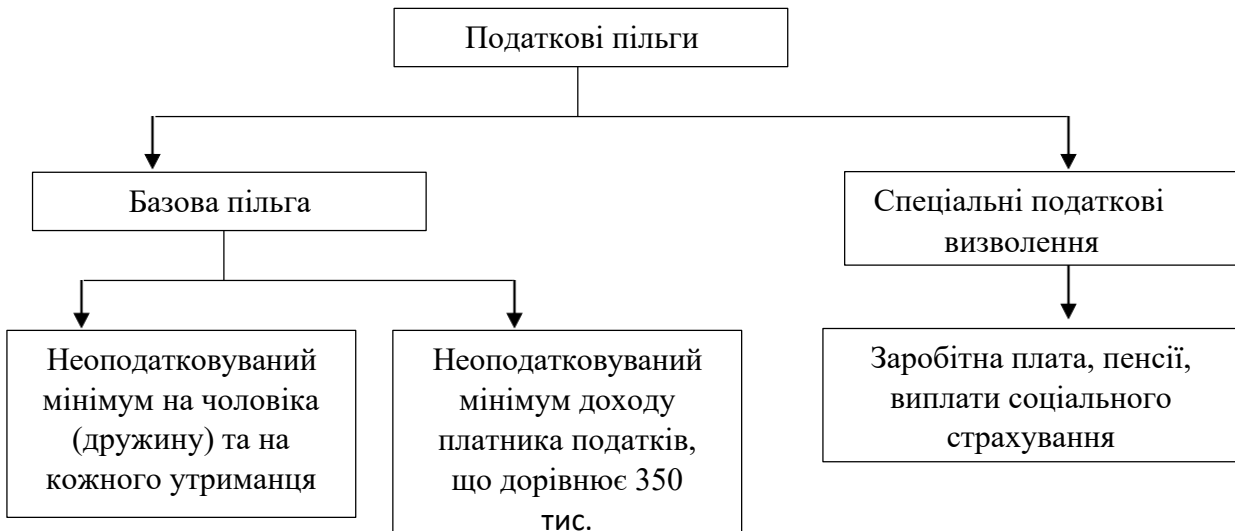 Податкові пільги
Базова пільга
Спеціальні податкові
визволення
Неоподатковуваний
мінімум на чоловіка
(дружину) та на
кожного утриманця
Неоподатковуваний
мінімум доходу
платника податків,
що дорівнює 350
тис.
Заробітна плата, пенсії,
виплати соціального
страхування